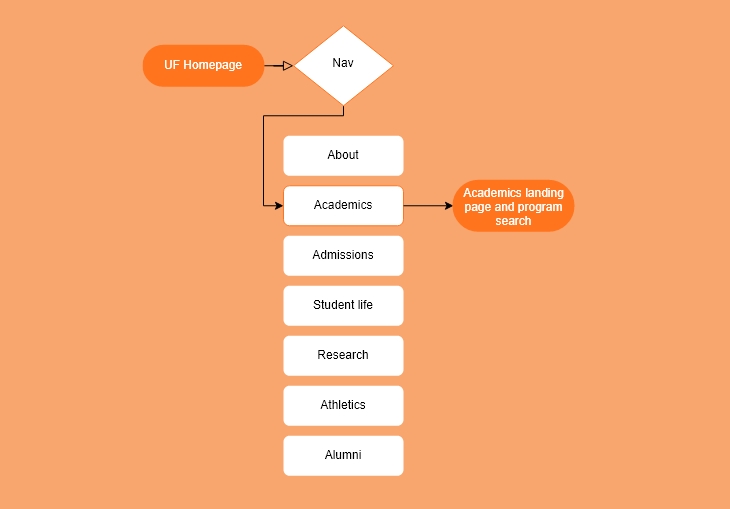 UF Homepage
Nav
About
Academics
Academics landing
page and program
search
Admissions
Student life
Research
Athletics
Alumni